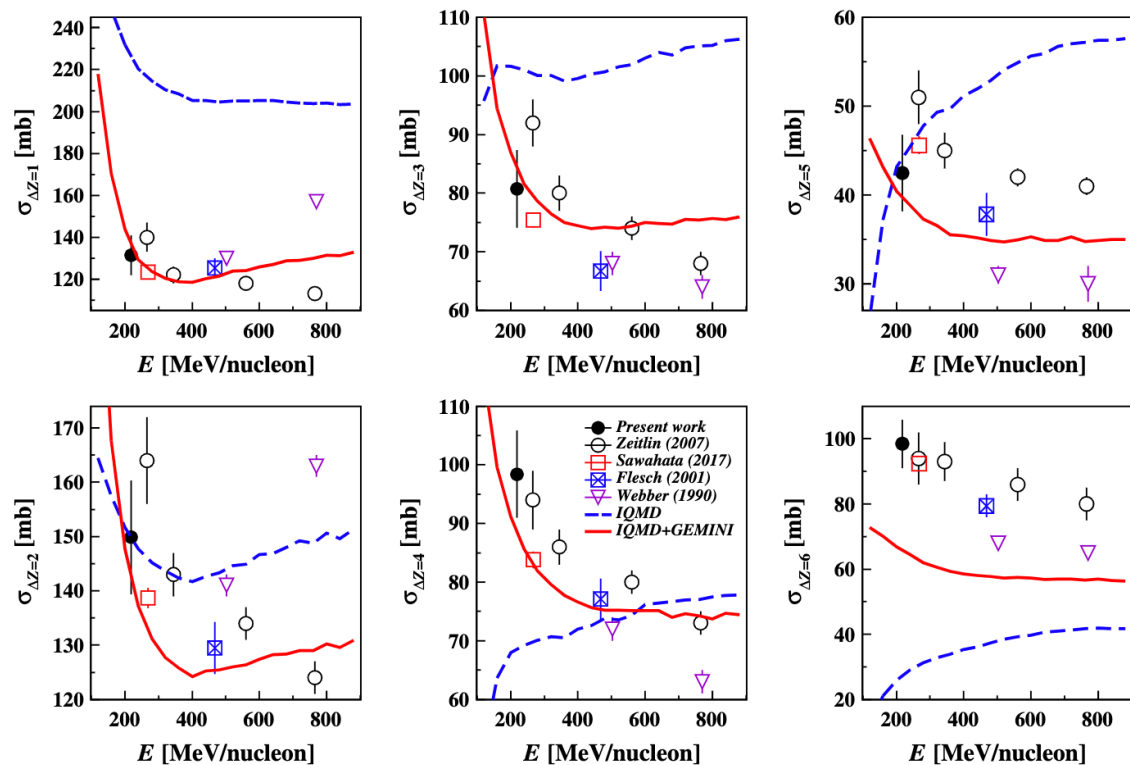 240
220
200
180
160
140
120
σΔZ=1 [mb]
200 400 600 800
E [MeV/nucleon]
110
100
90
80
70
60
σΔZ=3 [mb]
200 400 600 800
E [MeV/nucleon]
60
50
40
30
σΔZ=5 [mb]
200 400 600 800
E [MeV/nucleon]
170
160
150
140
130
120
σΔZ=2 [mb]
200 400 600 800
E [MeV/nucleon]
110
100
90
80
70
60
σΔZ=4 [mb]
Present work
Zeitlin (2007)
Sawahata (2017)
Flesch (2001)
Webber (1990)
IQMD
IQMD+GEMINI
200 400 600 800
E [MeV/nucleon]
100
80
60
40
20
σΔZ=6 [mb]
200 400 600 800
E [MeV/nucleon]